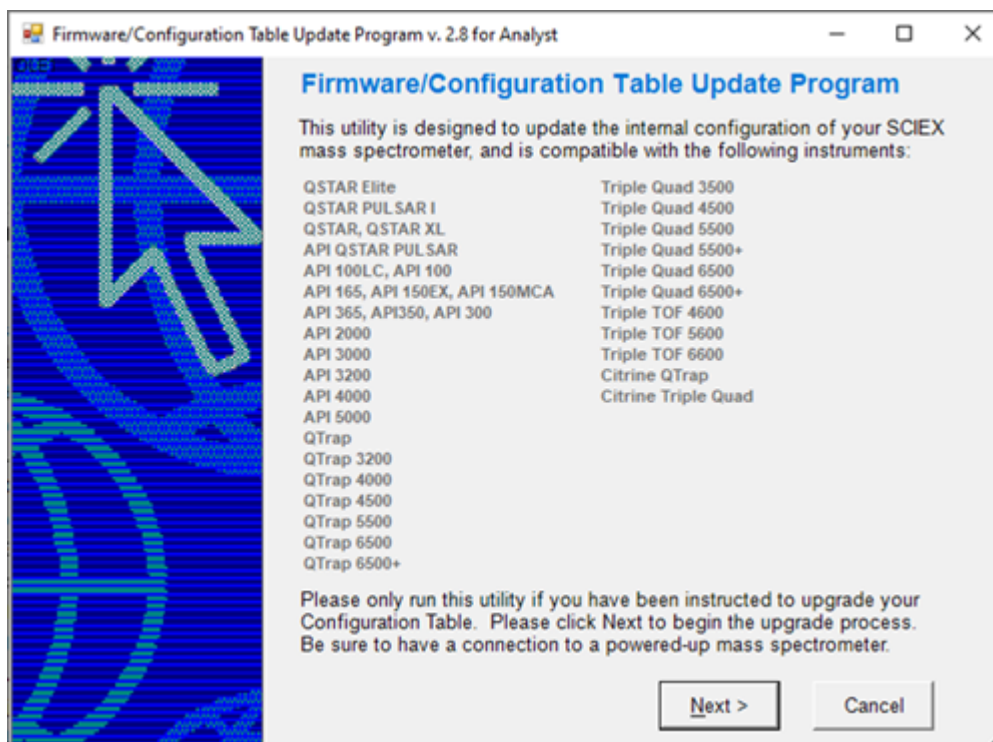 Firmware/Configuration Table Update Program v. 2.8 for Analyst
Firmware/Configuration Table Update Program
This utility is designed to update the internal configuration of your SCIEX
mass spectrometer, and is compatible with the following instruments:
QSTAR Elite
QSTAR PULSAR I
QSTAR, QSTAR XL
API QSTAR PULSAR
API 100LC, API 100
API 165, API 150EX, API 150MCA
API 365, API350, API 300
API 2000
API 3000
API 3200
API 4000
API 5000
QTrap
QTrap 3200
QTrap 4000
QTrap 4500
QTrap 5500
QTrap 6500
QTrap 6500+
Triple Quad 3500
Triple Quad 4500
Triple Quad 5500
Triple Quad 5500+
Triple Quad 6500
Triple Quad 6500+
Triple TOF 4600
Triple TOF 5600
Triple TOF 6600
Citrine QTrap
Citrine Triple Quad
Please only run this utility if you have been instructed to upgrade your
Configuration Table.  Please click Next to begin the upgrade process.
Be sure to have a connection to a powered-up mass spectrometer.
Next >
Cancel